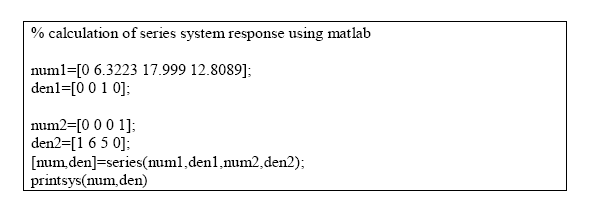 % calculation of series system response using matlab
num1=[0 6.3223 17.999 12.8089];
den1=[0 0 1 0];
num2=[0 0 0 1];
den2=[1 6 5 0];
[num,den]=series(num1,den1,num2,den2);
printsys(num,den)